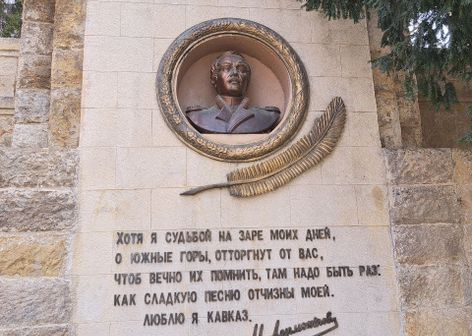 Хотя я судьбой на заре моих дней,
о южные горы, отторгнут от вас,
чтоб вечно их помнить, там надо быть раз.
Как сладкую песню отчизны моей.
Люблю я Кавказ.
М. Лермонтов